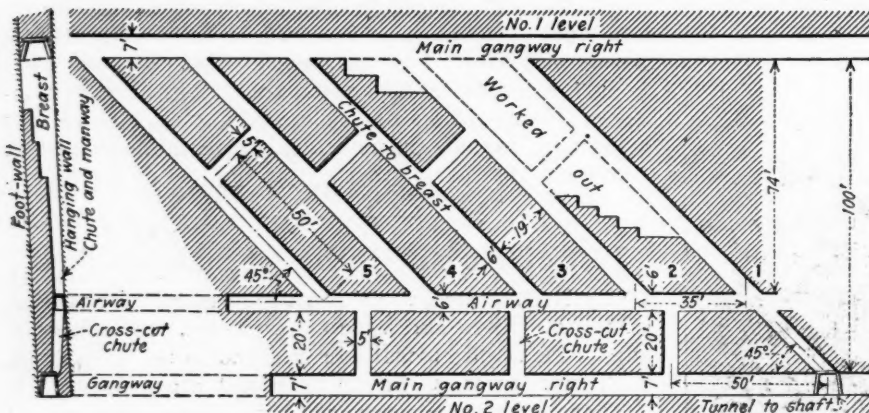 No. 1 level
7'
Main gangway right
Breast
Foot-wall
Hanging wall
Chute and manway
Worked
out
Chute to breast
5'
50'
19'
6'
45°
74'
100'
5
4
3
2
1
6'
Airway
6'
Airway
35'
Cross-cut
chute
20'
5'
Cross-cut
chute
20'
45°
Gangway
7'
Main gangway right
7'
50'
No. 2 level
Tunnel to shaft